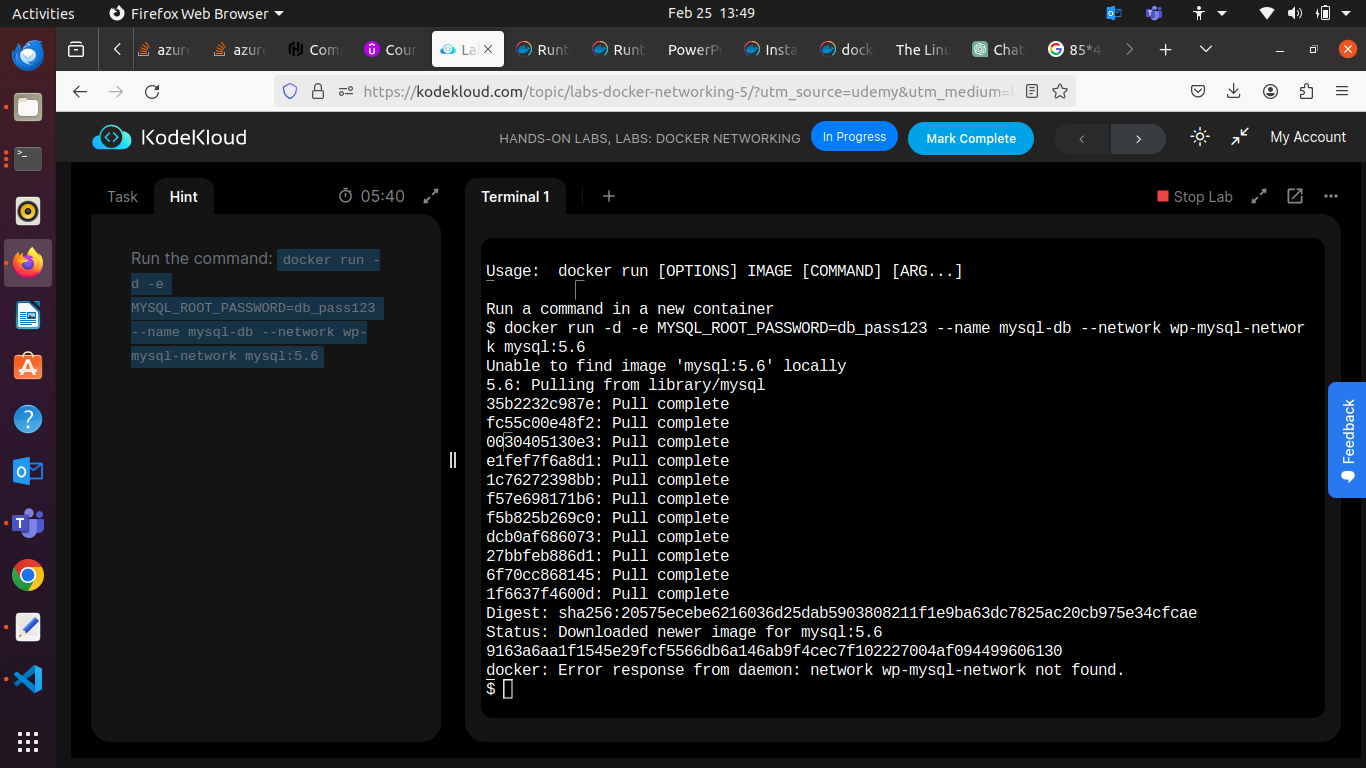 Activities
Firefox Web Browser
Feb 25 13:49
azure
azure
Com
Cour
La
Runt
Runt
PowerP
Insta
dock
The Linu
Chat
85*4
https://kodekloud.com/topic/labs-docker-networking-5/?utm_source=udemy&utm_medium=
KodeKloud
HANDS-ON LABS, LABS: DOCKER NETWORKING
In Progress
Mark Complete
My Account
Task
Hint
05:40
Terminal 1
Stop Lab
Run the command: docker run -
d -e
MYSQL_ROOT_PASSWORD=db_pass123
--name mysql-db --network wp-
mysql-network mysql:5.6
Usage:  docker run [OPTIONS] IMAGE [COMMAND] [ARG...]
Run a command in a new container
$ docker run -d -e MYSQL_ROOT_PASSWORD=db_pass123 --name mysql-db --network wp-mysql-networ
k mysql:5.6
Unable to find image 'mysql:5.6' locally
5.6: Pulling from library/mysql
35b2232c987e: Pull complete
fc55c00e48f2: Pull complete
0030405130e3: Pull complete
e1fef7f6a8d1: Pull complete
1c76272398bb: Pull complete
f57e698171b6: Pull complete
f5b825b269c0: Pull complete
dcb0af686073: Pull complete
27bbfeb886d1: Pull complete
6f70cc868145: Pull complete
1f6637f4600d: Pull complete
Digest: sha256:20575ecebe6216036d25dab5903808211f1e9ba63dc7825ac20cb975e34cfcae
Status: Downloaded newer image for mysql:5.6
9163a6aa1f1545e29fcf5566db6a146ab9f4cec7f102227004af094499606130
docker: Error response from daemon: network wp-mysql-network not found.
$
Feedback